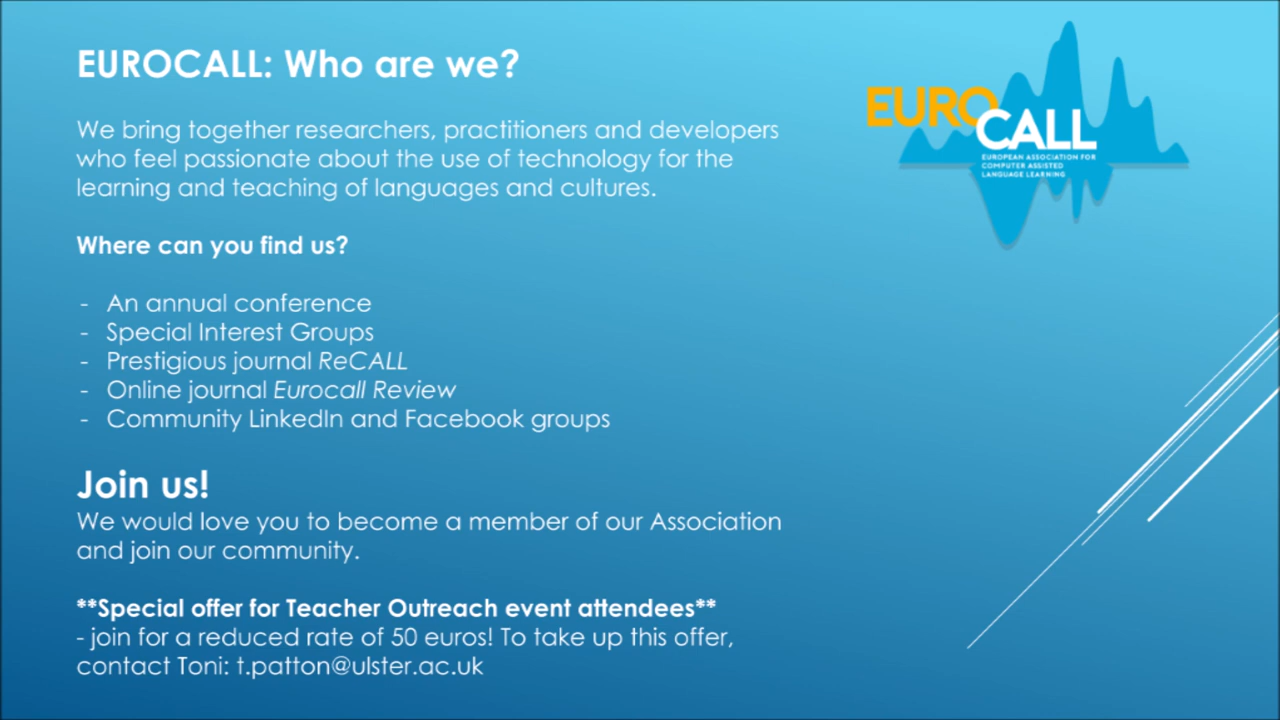 EUROCALL: Who are we?
We bring together researchers, practitioners and developers
who feel passionate about the use of technology for the
learning and teaching of languages and cultures.
Where can you find us?
- An annual conference
- Special Interest Groups
- Prestigious journal ReCALL
- Online journal Eurocall Review
- Community LinkedIn and Facebook groups
Join us!
We would love you to become a member of our Association
and join our community.
**Special offer for Teacher Outreach event attendees**
- join for a reduced rate of 50 euros! To take up this offer,
contact Toni: t.patton@ulster.ac.uk
EURO
CALL
EUROPEAN ASSOCIATION FOR
COMPUTER ASSISTED
LANGUAGE LEARNING